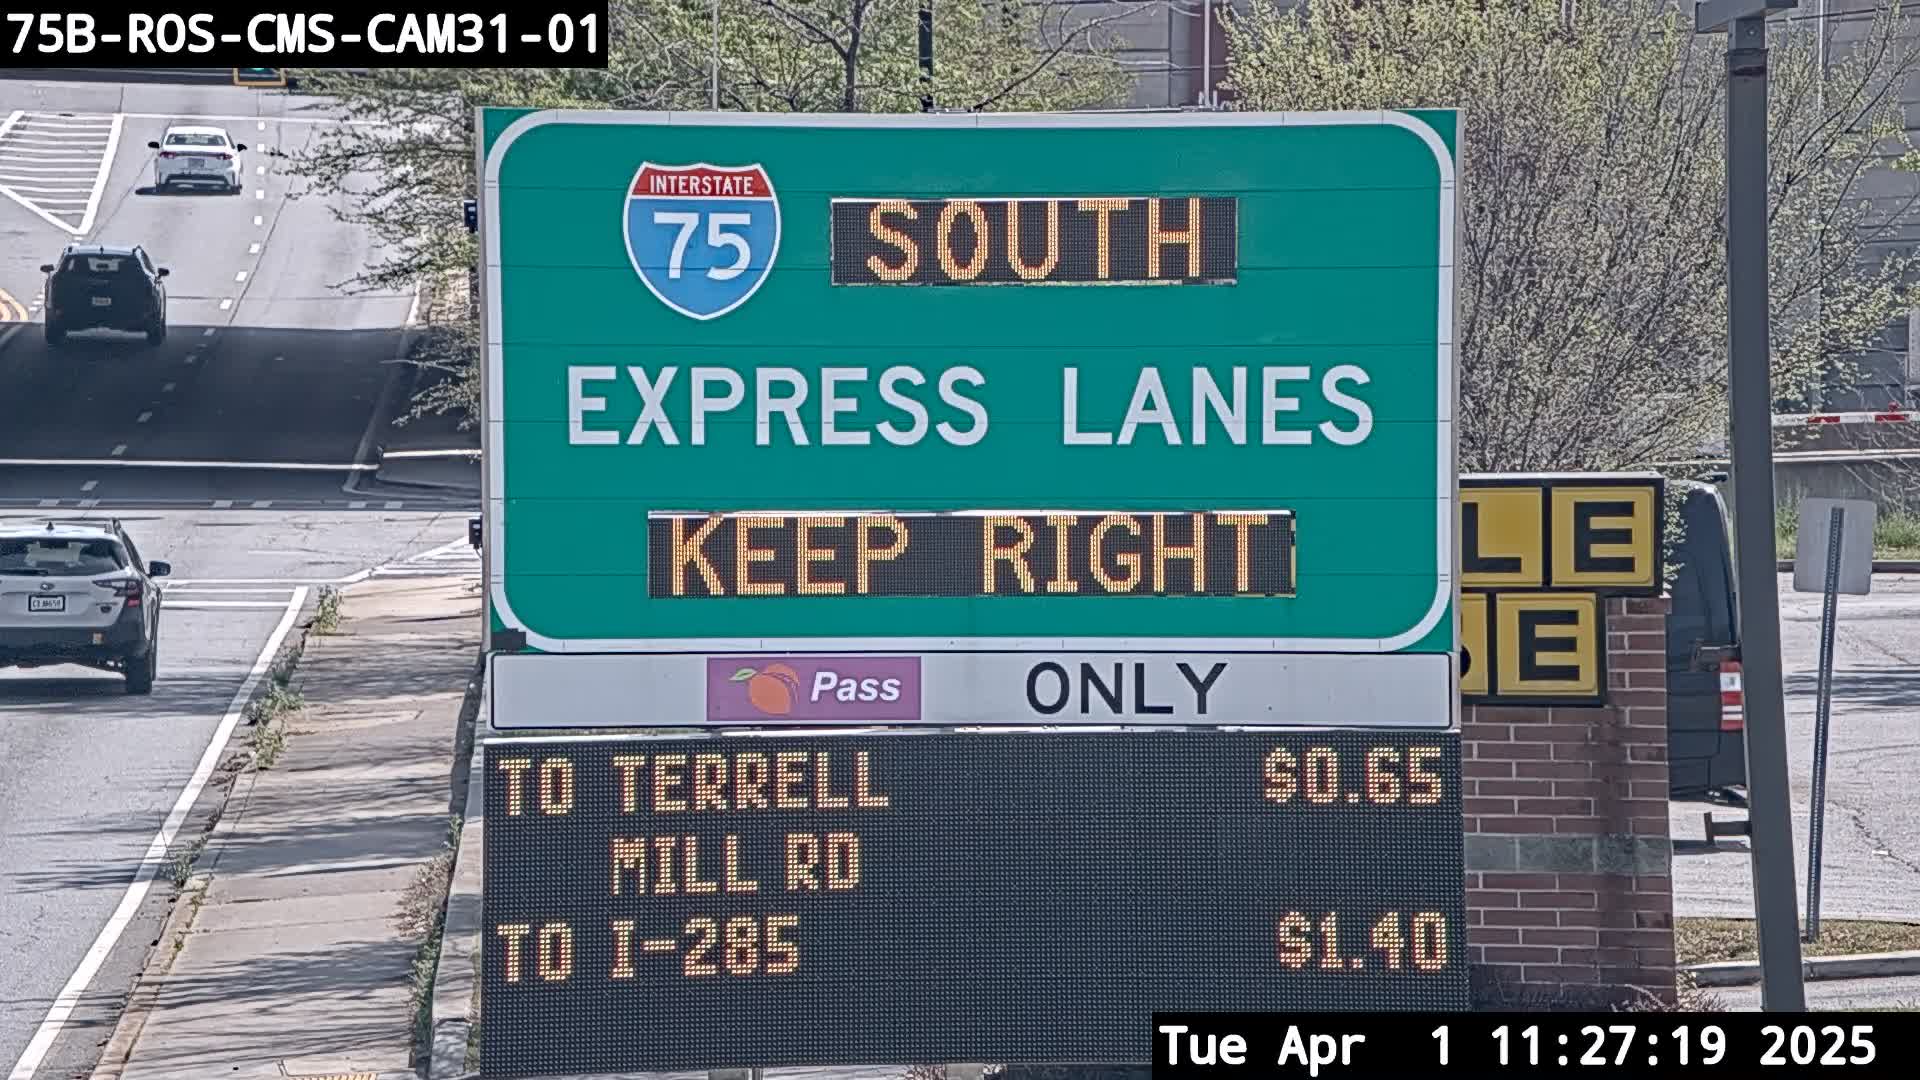 75B-ROS-CMS-CAM31-01
INTERSTATE
75
SOUTH
EXPRESS LANES
KEEP RIGHT
Pass ONLY
TO TERRELL $0.65
MILL RD
TO I-285 $1.40
LE
E
Tue Apr 1 11:27:19 2025